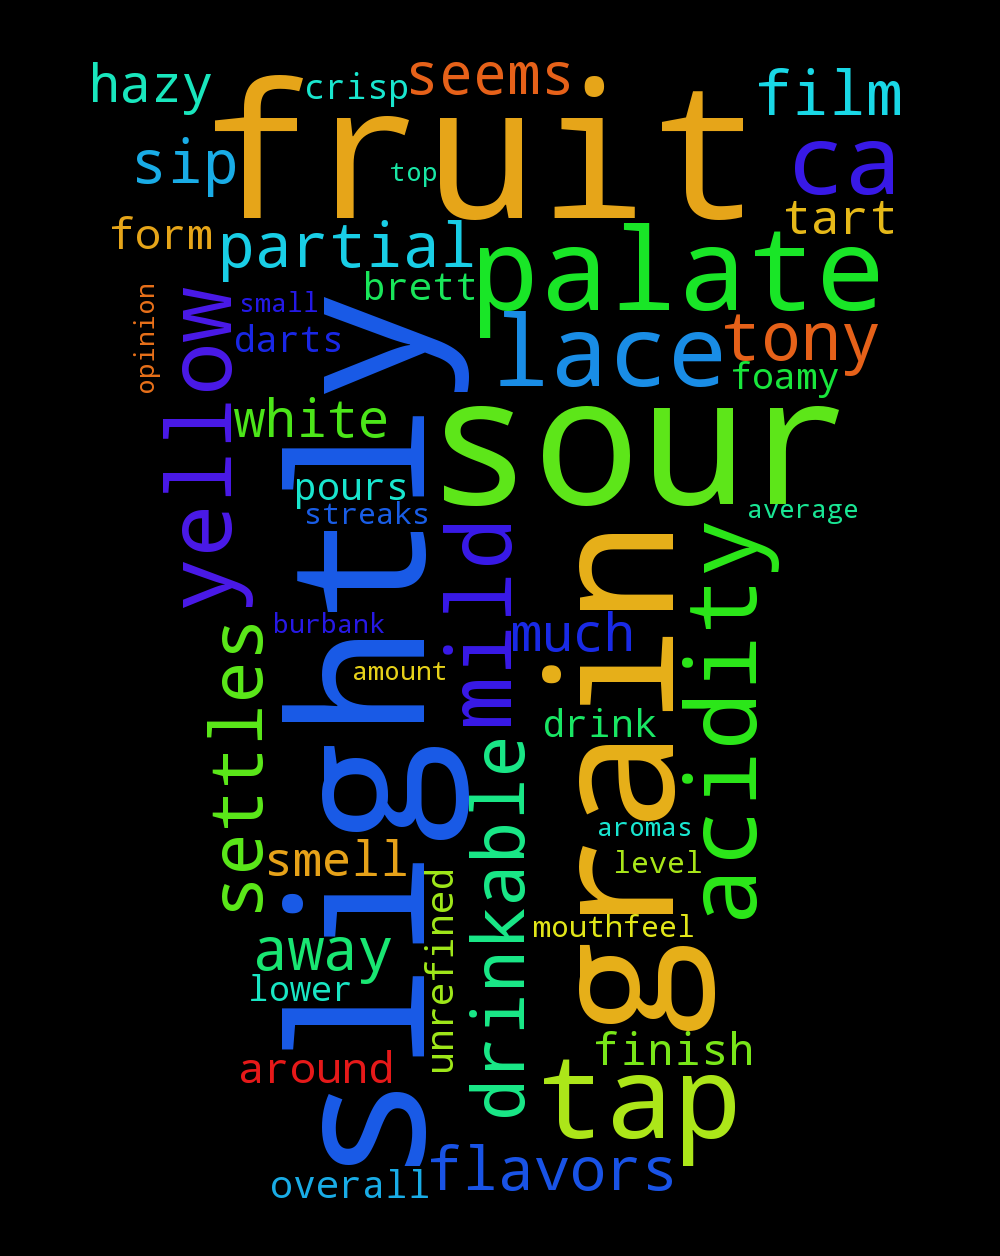 hazy
crisp
seems
film
fruit
sip
top
ca
tart
form
partial
palate
brett
opinion
yellow
small
darts
lace
tony
foamy
white
sour
pours
streaks
average
slightly
mild
grain
acidity
burbank
much
settles
amount
drink
drinkable
aromas
smell
level
unrefined
mouthfeel
away
lower
finish
around
tap
flavors
overall